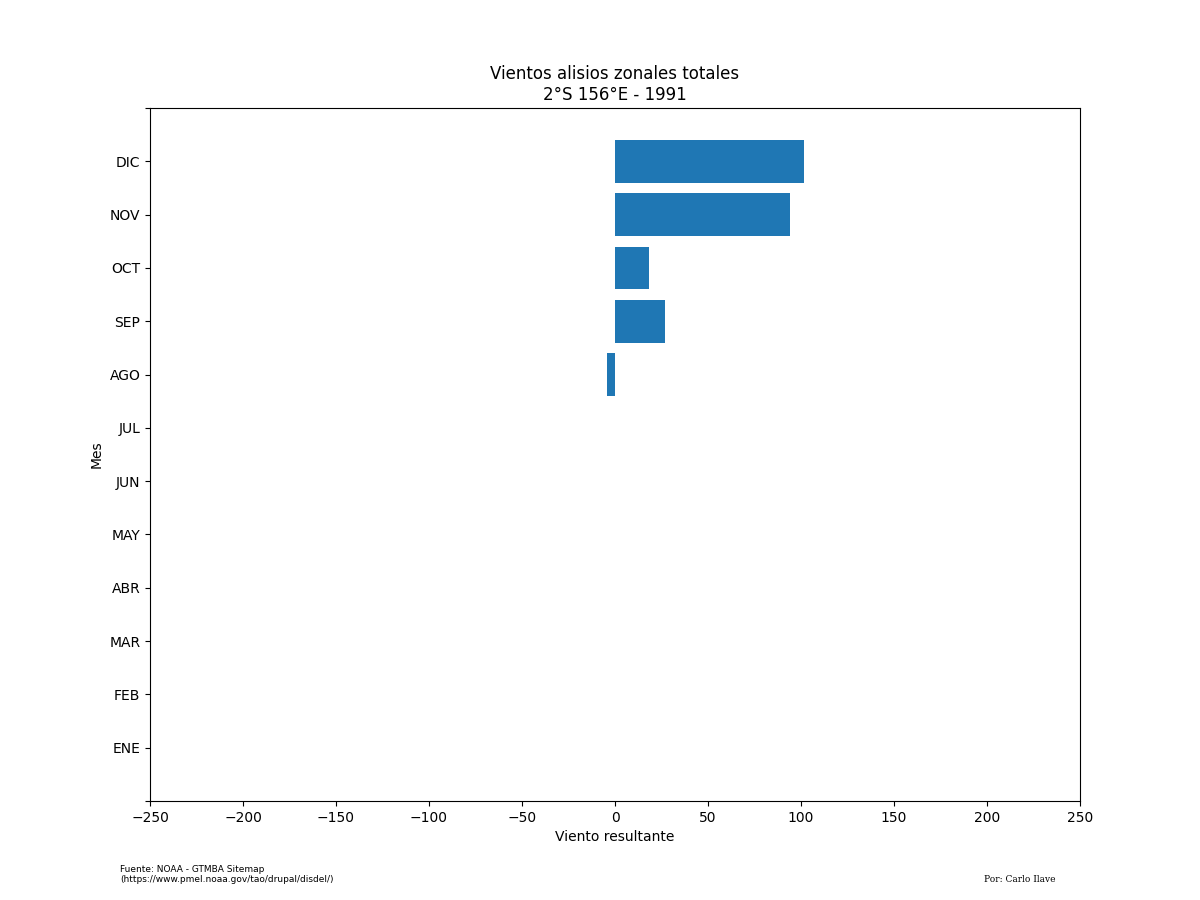 Vientos alisios zonales totales
2°S 156°E - 1991
DIC
NOV
OCT
SEP
AGO
JUL
JUN
MAY
ABR
MAR
FEB
ENE
Mes
−250 −200 −150 −100 −50 0 50 100 150 200 250
Viento resultante
Fuente: NOAA - GTMBA Sitemap
(https://www.pmel.noaa.gov/tao/drupal/disdel/)
Por: Carlo Ilave